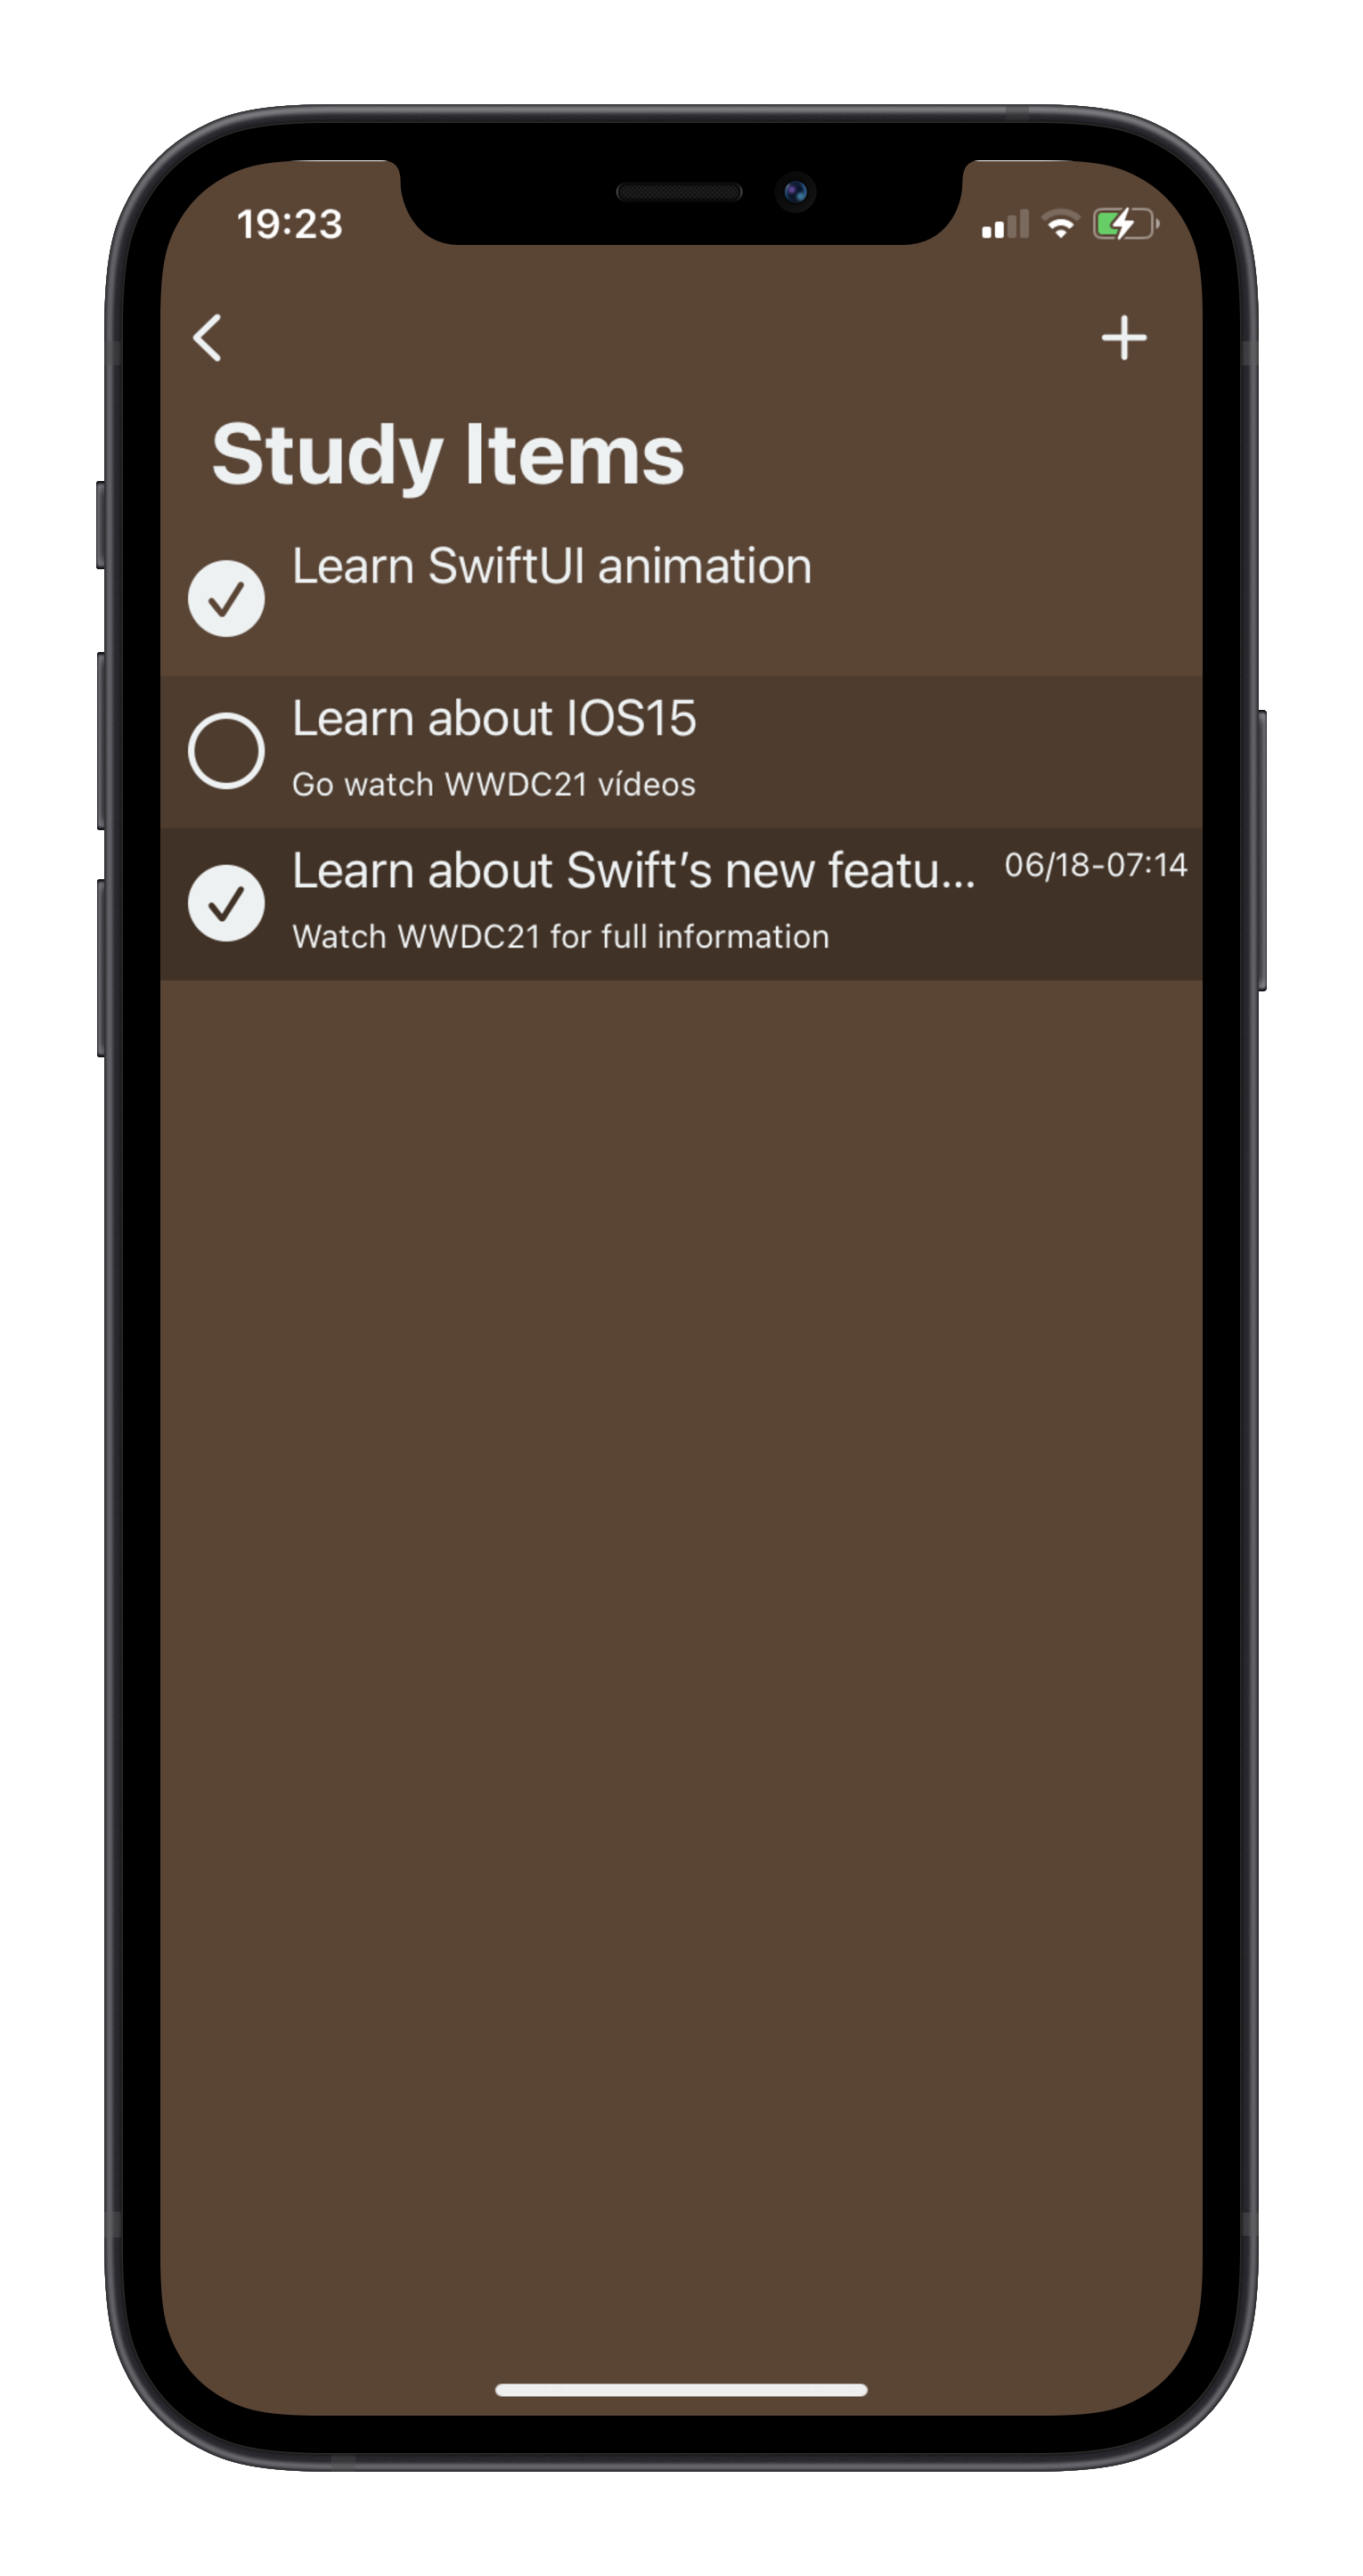 19:23
Study Items
Learn SwiftUI animation
Learn about IOS15
Go watch WWDC21 vídeos
Learn about Swift’s new featu... 06/18-07:14
Watch WWDC21 for full information